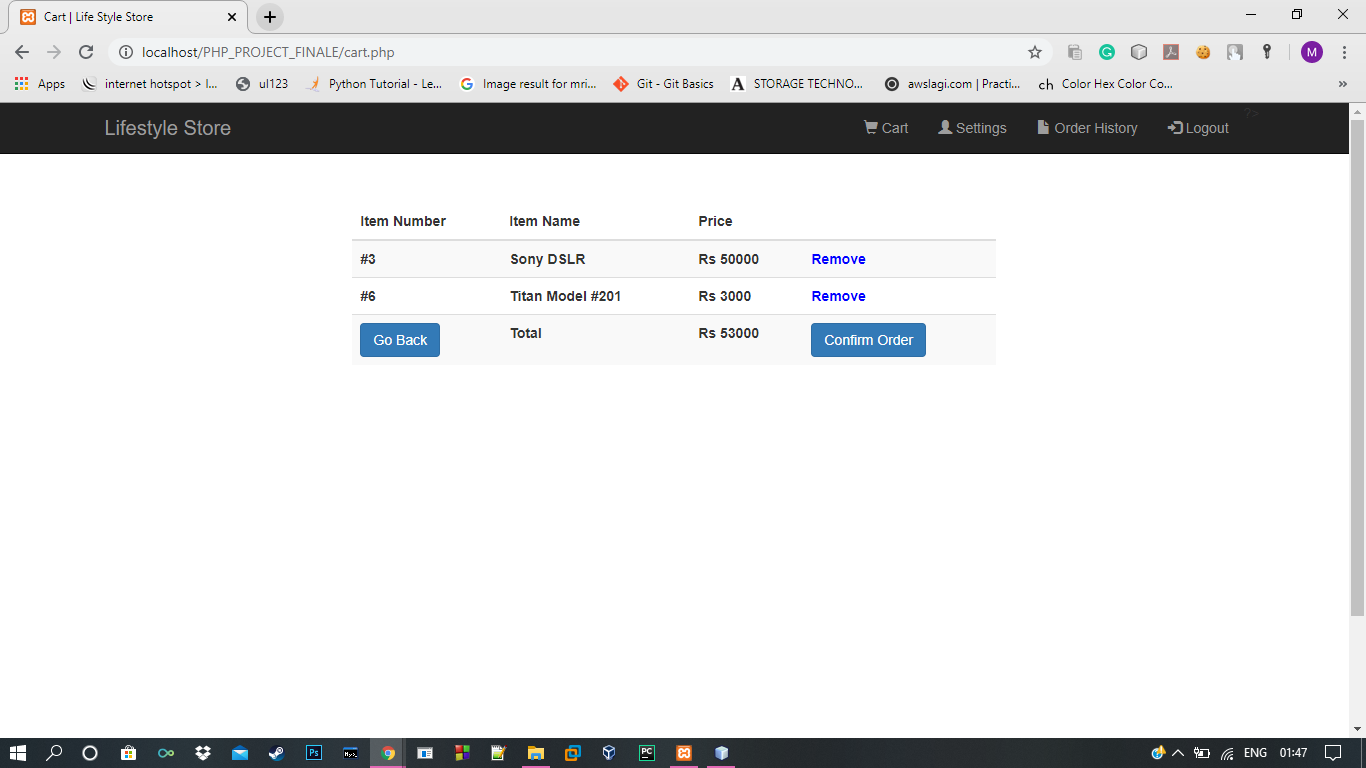 Cart | Life Style Store
localhost/PHP_PROJECT_FINALE/cart.php
M
Apps internet hotspot > I... ul123 Python Tutorial - Le... Image result for mri... Git - Git Basics A STORAGE TECHNO... awslagi.com | Practi... ch Color Hex Color Co... »
Lifestyle Store Cart Settings Order History Logout ?>
Item Number Item Name Price
#3 Sony DSLR Rs 50000 Remove
#6 Titan Model #201 Rs 3000 Remove
Go Back Total Rs 53000 Confirm Order
Ps PC ENG 01:47